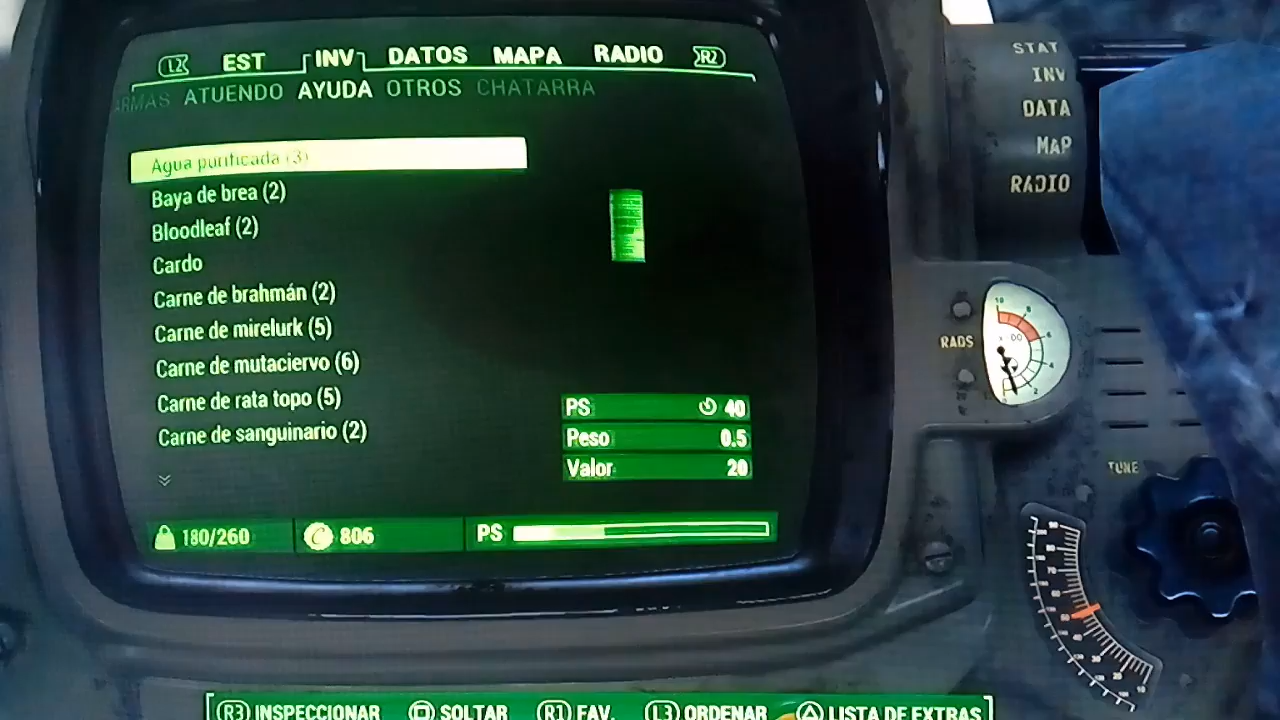 L2 EST INV DATOS MAPA RADIO R2
ARMAS ATUENDO AYUDA OTROS CHATARRA
Agua purificada (3)
Baya de brea (2)
Bloodleaf (2)
Cardo
Carne de brahmán (2)
Carne de mirelurk (5)
Carne de mutaciervo (6)
Carne de rata topo (5)
Carne de sanguinario (2)
PS 40
Peso 0.5
Valor 20
180/260 806 PS
STAT
INV
DATA
MAP
RADIO
RADS
TUNE
R3) INSPECCIONAR SOLTAR R1) FAV. L3) ORDENAR LISTA DE EXTRAS